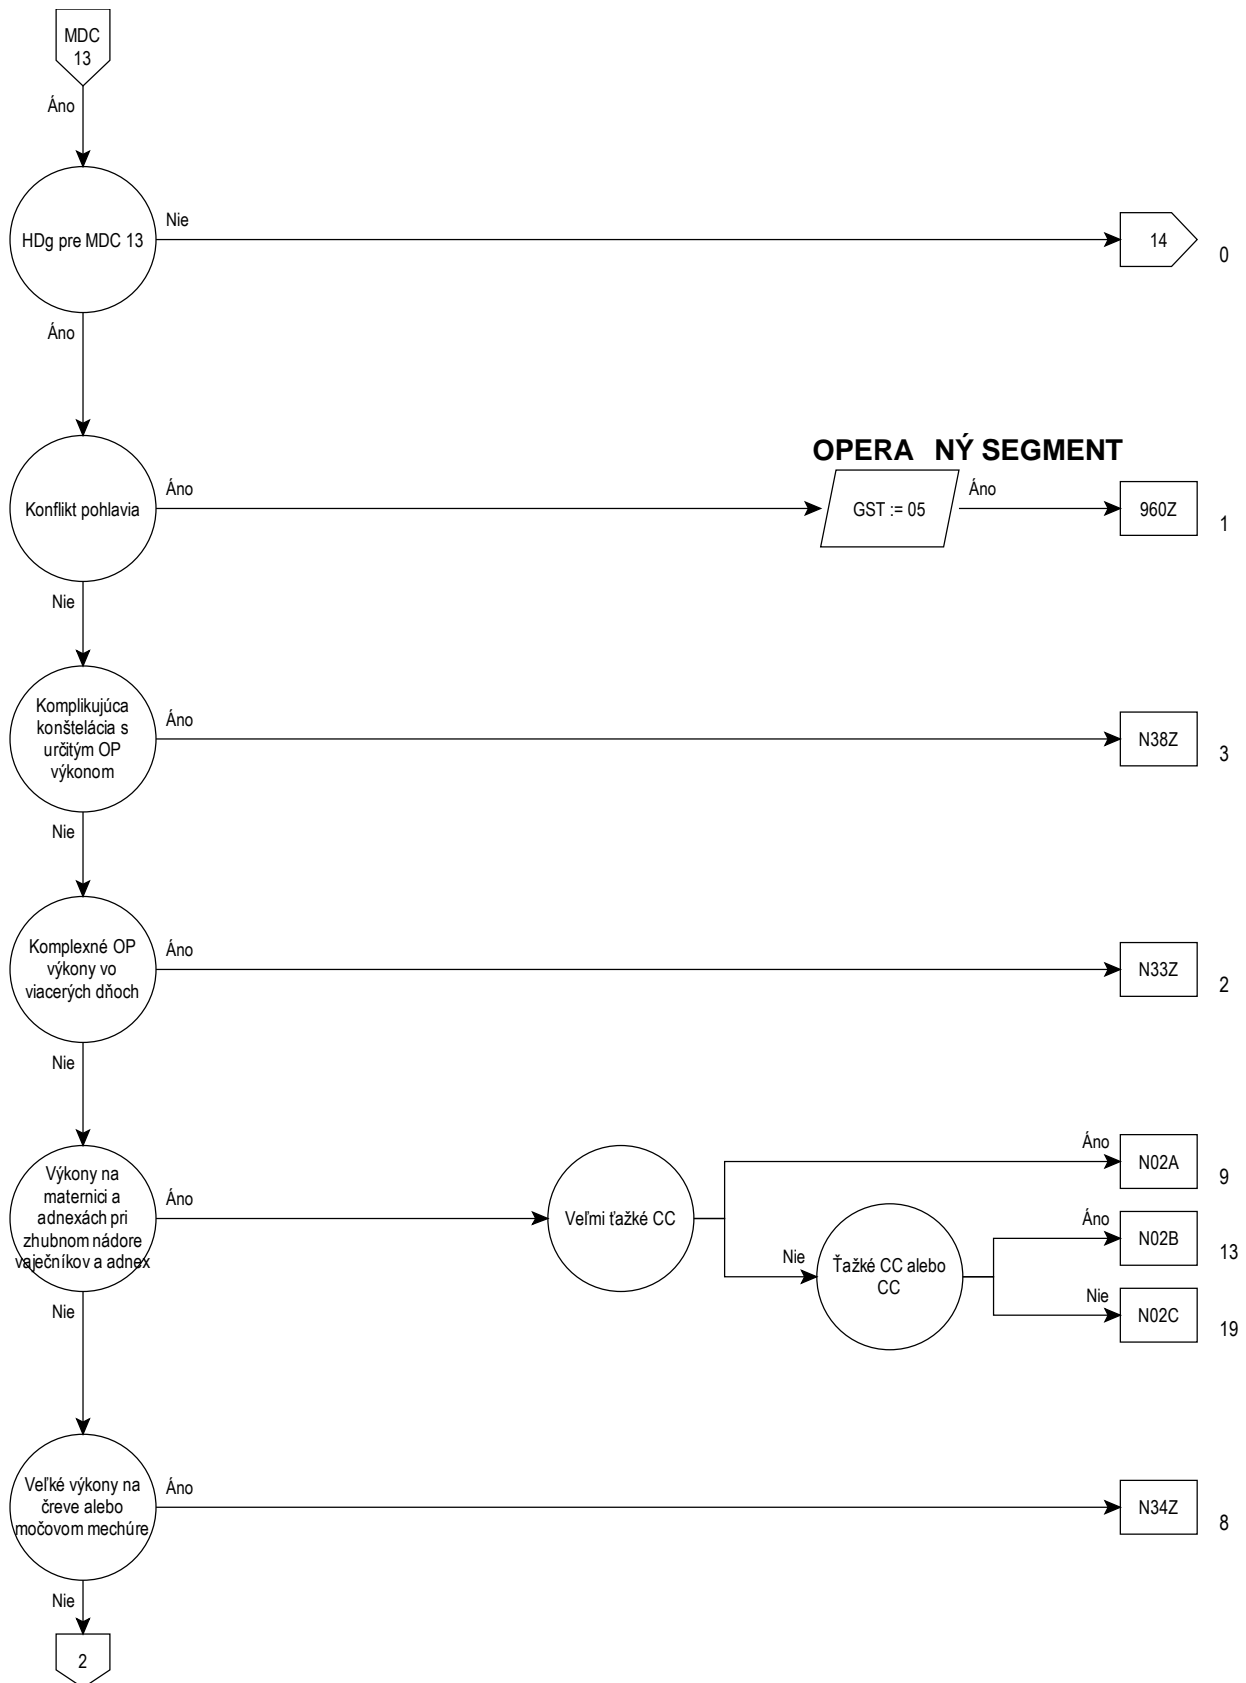 MDC
13
Áno
HDg pre MDC 13
Nie
14
0
Áno
OPERA NÝ SEGMENT
Konflikt pohlavia
Áno
GST := 05
Áno
960Z
1
Nie
Komplikujúca
konštelácia s
určitým OP
výkonom
Áno
N38Z
3
Nie
Komplexné OP
výkony vo
viacerých dňoch
Áno
N33Z
2
Nie
Výkony na
maternici a
adnexách pri
zhubnom nádore
vaječníkov a adnex
Áno
Veľmi ťažké CC
Áno
N02A
9
Nie
Ťažké CC alebo
CC
Áno
N02B
13
Nie
N02C
19
Nie
Veľké výkony na
čreve alebo
močovom mechúre
Áno
N34Z
8
Nie
2